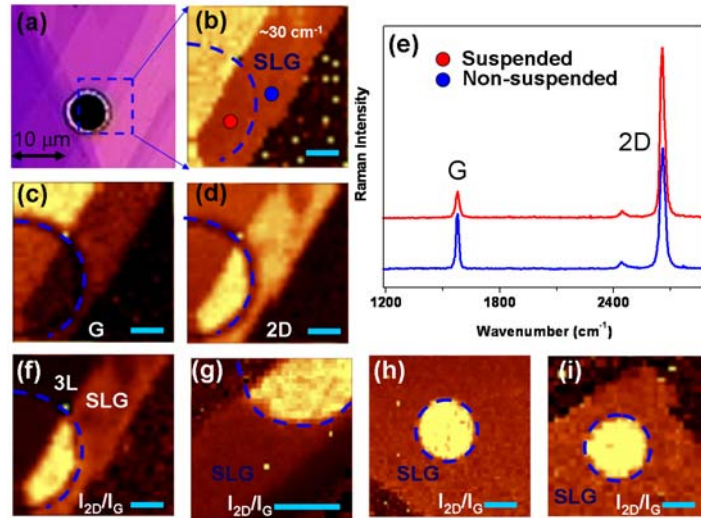 (a)
10 μm
(b)
~30 cm⁻¹
SLG
(c)
G
(d)
2D
(e)
Suspended
Non-suspended
G
2D
Raman Intensity
1200 1800 2400
Wavenumber (cm⁻¹)
(f)
3L
SLG
I2D/IG
(g)
SLG
I2D/IG
(h)
SLG
I2D/IG
(i)
SLG
I2D/IG